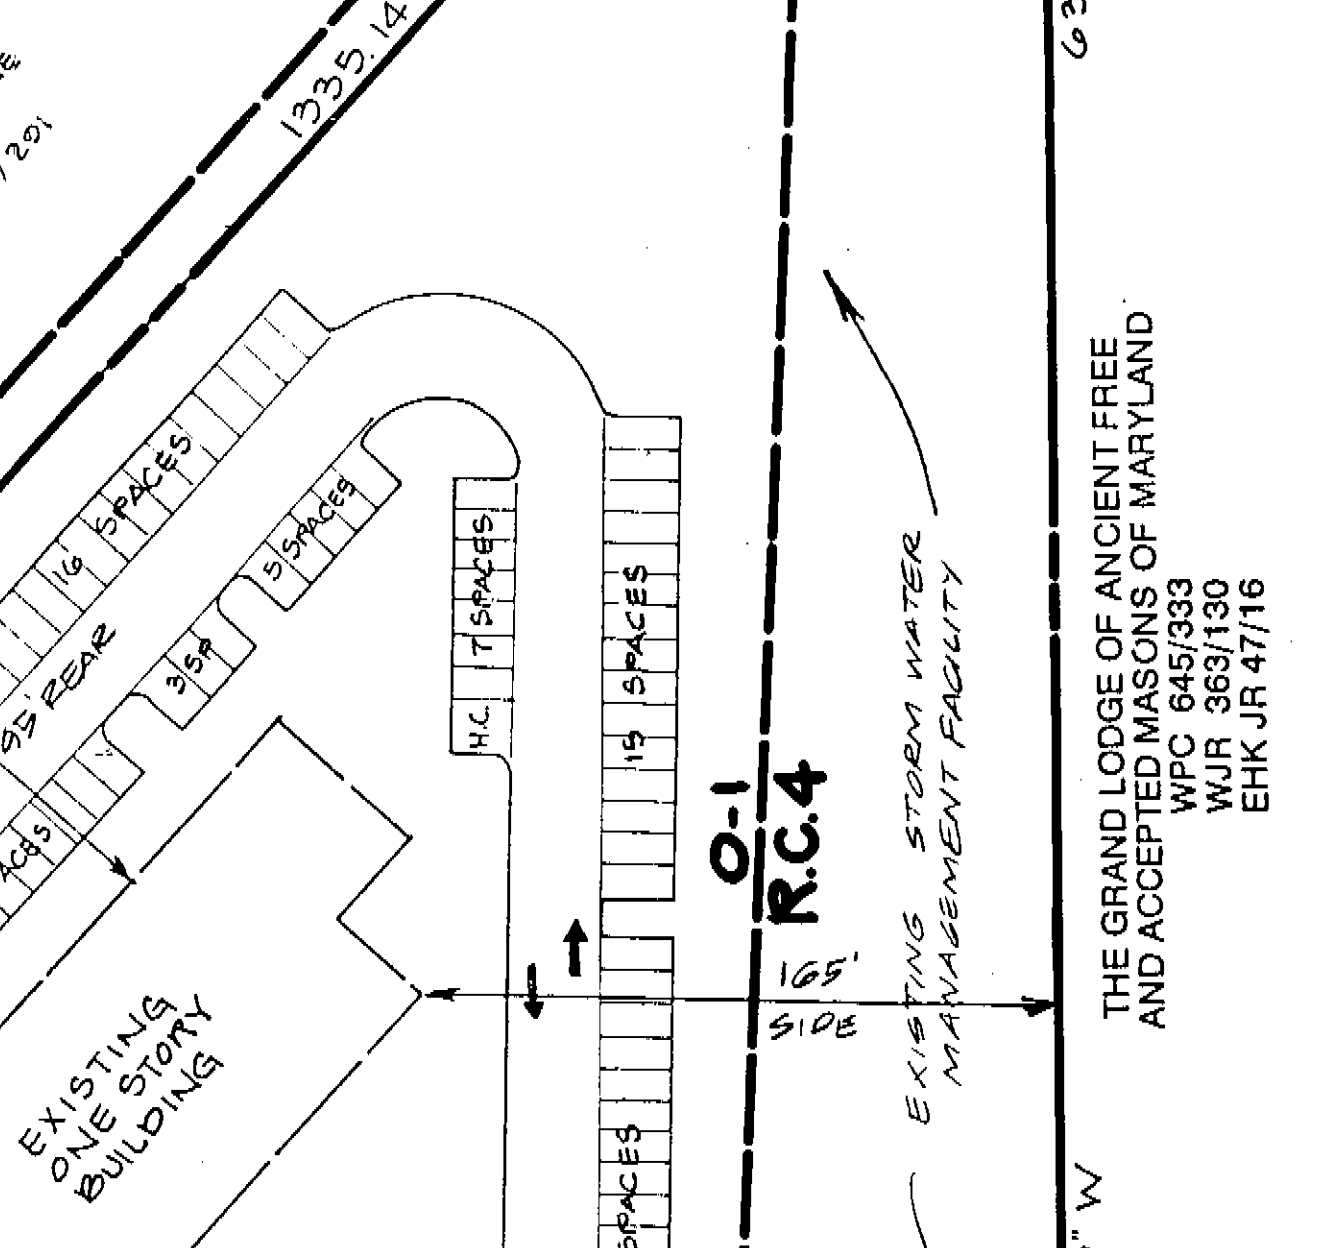 201
1335.14
63
16 SPACES
5 SPACES
3 SP
95' REAR
7 SPACES
H.C.
15 SPACES
O-1
R.C.4
165'
SIDE
EXISTING STORM WATER
MANAGEMENT FACILITY
THE GRAND LODGE OF ANCIENT FREE
AND ACCEPTED MASONS OF MARYLAND
WPC 645/333
WJR 363/130
EHK JR 47/16
EXISTING
ONE STORY
BUILDING
SPACES
" W